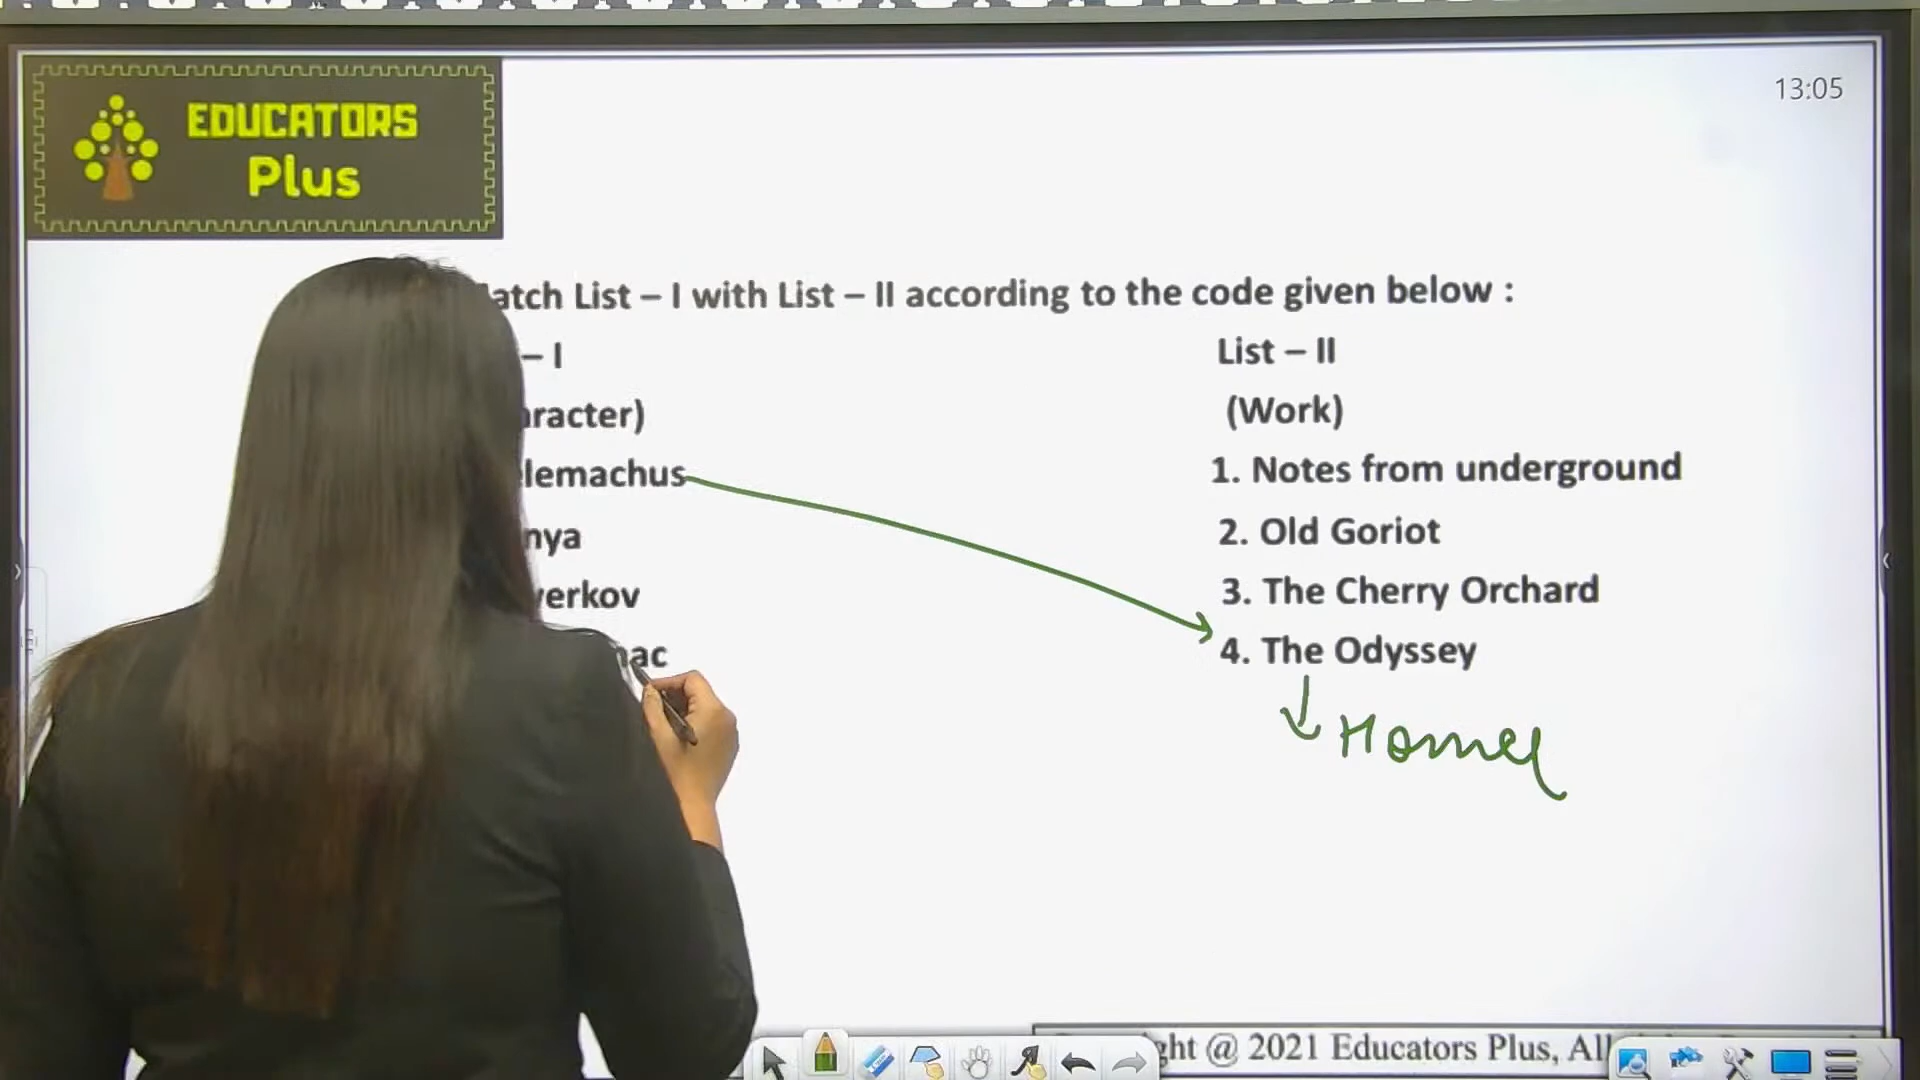 13:05
EDUCATORS
Plus
atch List – I with List – II according to the code given below :
– I
List – II
racter)
(Work)
lemachus
1. Notes from underground
nya
2. Old Goriot
verkov
3. The Cherry Orchard
ac
4. The Odyssey
Homer
ght @ 2021 Educators Plus, All